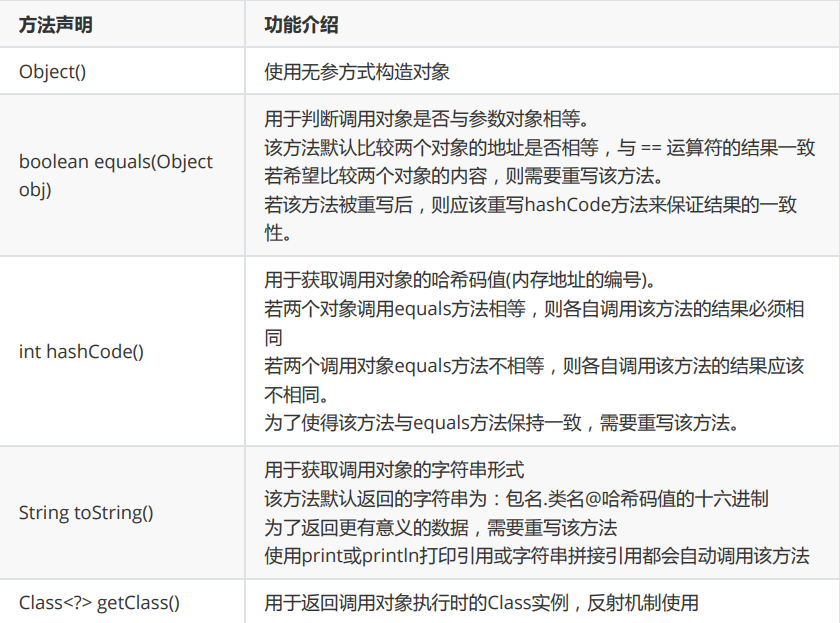 方法声明
功能介绍
Object()
使用无参方式构造对象
boolean equals(Object
obj)
用于判断调用对象是否与参数对象相等。
该方法默认比较两个对象的地址是否相等，与 == 运算符的结果一致
若希望比较两个对象的内容，则需要重写该方法。
若该方法被重写后，则应该重写hashCode方法来保证结果的一致
性。
int hashCode()
用于获取调用对象的哈希码值(内存地址的编号)。
若两个对象调用equals方法相等，则各自调用该方法的结果必须相
同
若两个调用对象equals方法不相等，则各自调用该方法的结果应该
不相同。
为了使得该方法与equals方法保持一致，需要重写该方法。
String toString()
用于获取调用对象的字符串形式
该方法默认返回的字符串为：包名.类名@哈希码值的十六进制
为了返回更有意义的数据，需要重写该方法
使用print或println打印引用或字符串拼接引用都会自动调用该方法
Class<?> getClass()
用于返回调用对象执行时的Class实例，反射机制使用